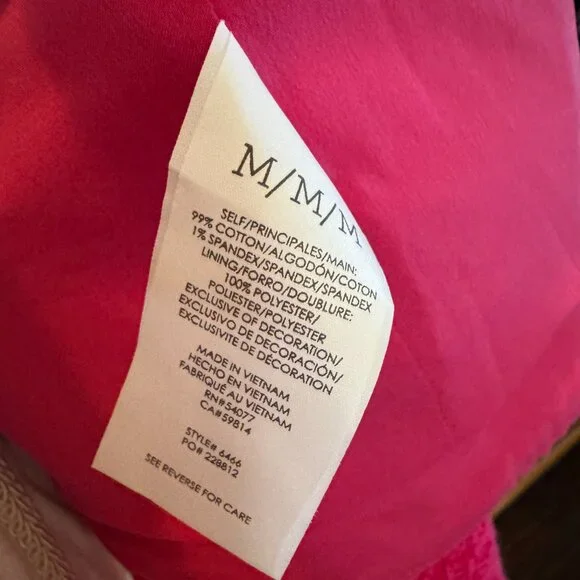 M/M/M
SELF/PRINCIPALES/MAIN:
99% COTTON/ALGODÓN/COTON
1% SPANDEX/SPANDEX/SPANDEX
LINING/FORRO/DOUBLURE:
100% POLYESTER/
POLIESTER/POLYESTER
EXCLUSIVE OF DECORATION/
EXCLUSIVO DE DECORACIÓN/
EXCLUSIVITE DE DÉCORATION
MADE IN VIETNAM
HECHO EN VIETNAM
FABRIQUÉ AU VIETNAM
RN#54077
CA#59814
STYLE# 6466
PO# 228812
SEE REVERSE FOR CARE